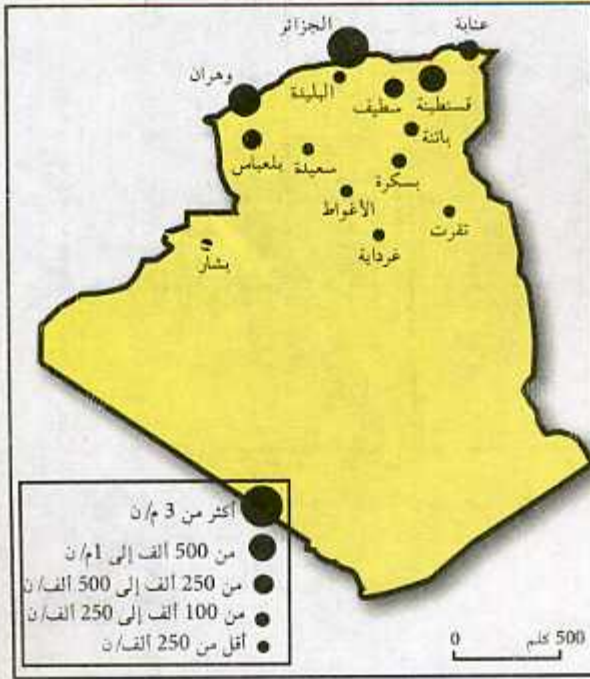 عنابة
الجزائر
وهران
البليدة
سطيف
قسنطينة
باتنة
بلعباس
سعيدة
بسكرة
الأغواط
تقرت
غرداية
بشار
أكثر من 3 م/ن
من 500 ألف إلى 1م/ن
من 250 ألف إلى 500 ألف/ن
من 100 ألف إلى 250 ألف/ن
أقل من 250 ألف/ن
0 500 كلم